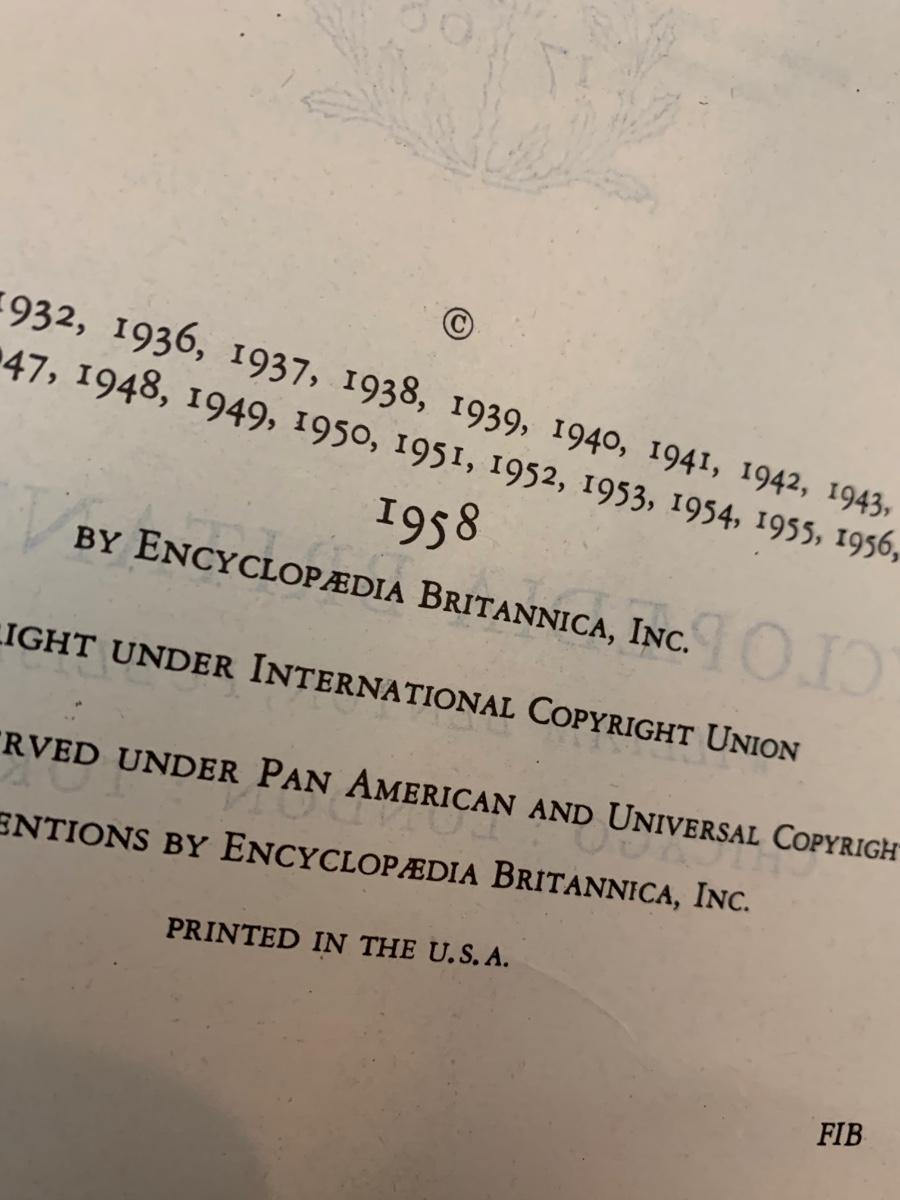 ©
1932, 1936, 1937, 1938, 1939, 1940, 1941, 1942, 1943,
47, 1948, 1949, 1950, 1951, 1952, 1953, 1954, 1955, 1956,
1958
BY ENCYCLOPÆDIA BRITANNICA, INC.
RIGHT UNDER INTERNATIONAL COPYRIGHT UNION
RVED UNDER PAN AMERICAN AND UNIVERSAL COPYRIGH
ENTIONS BY ENCYCLOPÆDIA BRITANNICA, INC.
PRINTED IN THE U.S.A.
FIB